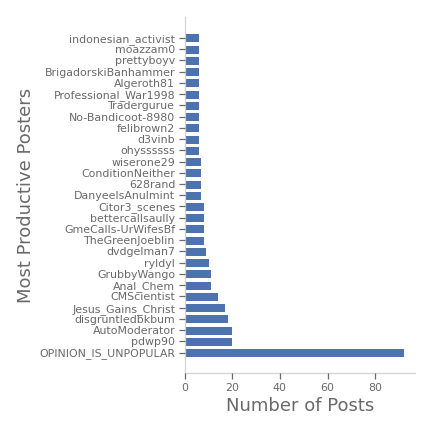 indonesian_activist
moazzam0
prettyboyv
BrigadorskiBanhammer
Algeroth81
Professional_War1998
Tradergurue
No-Bandicoot-8980
felibrown2
d3vinb
ohyssssss
wiserone29
ConditionNeither
628rand
DanyeelsAnulmint
Citor3_scenes
bettercallsaully
GmeCalls-UrWifesBf
TheGreenJoeblin
dvdgelman7
ryldyl
GrubbyWango
Anal_Chem
CMScientist
Jesus_Gains_Christ
disgruntledbkbum
AutoModerator
pdwp90
OPINION_IS_UNPOPULAR
Most Productive Posters
0 20 40 60 80
Number of Posts